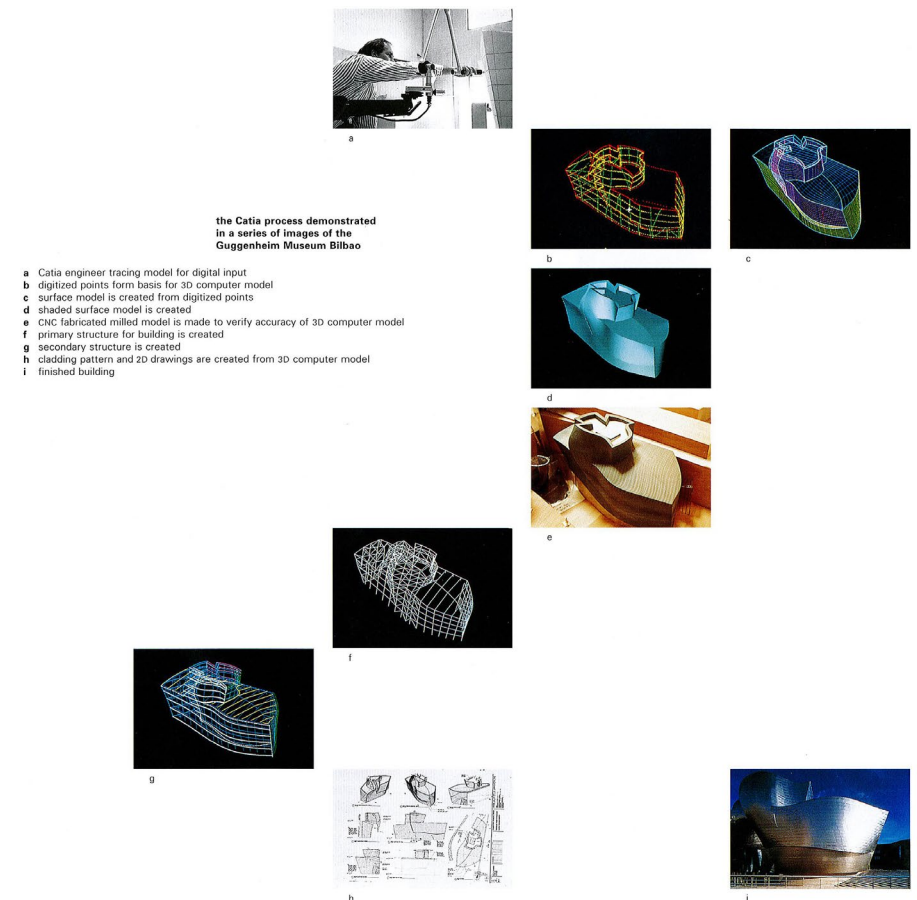 a
b
c
the Catia process demonstrated
in a series of images of the
Guggenheim Museum Bilbao
a Catia engineer tracing model for digital input
b digitized points form basis for 3D computer model
c surface model is created from digitized points
d shaded surface model is created
e CNC fabricated milled model is made to verify accuracy of 3D computer model
f primary structure for building is created
g secondary structure is created
h cladding pattern and 2D drawings are created from 3D computer model
i finished building
d
e
f
g
h
i